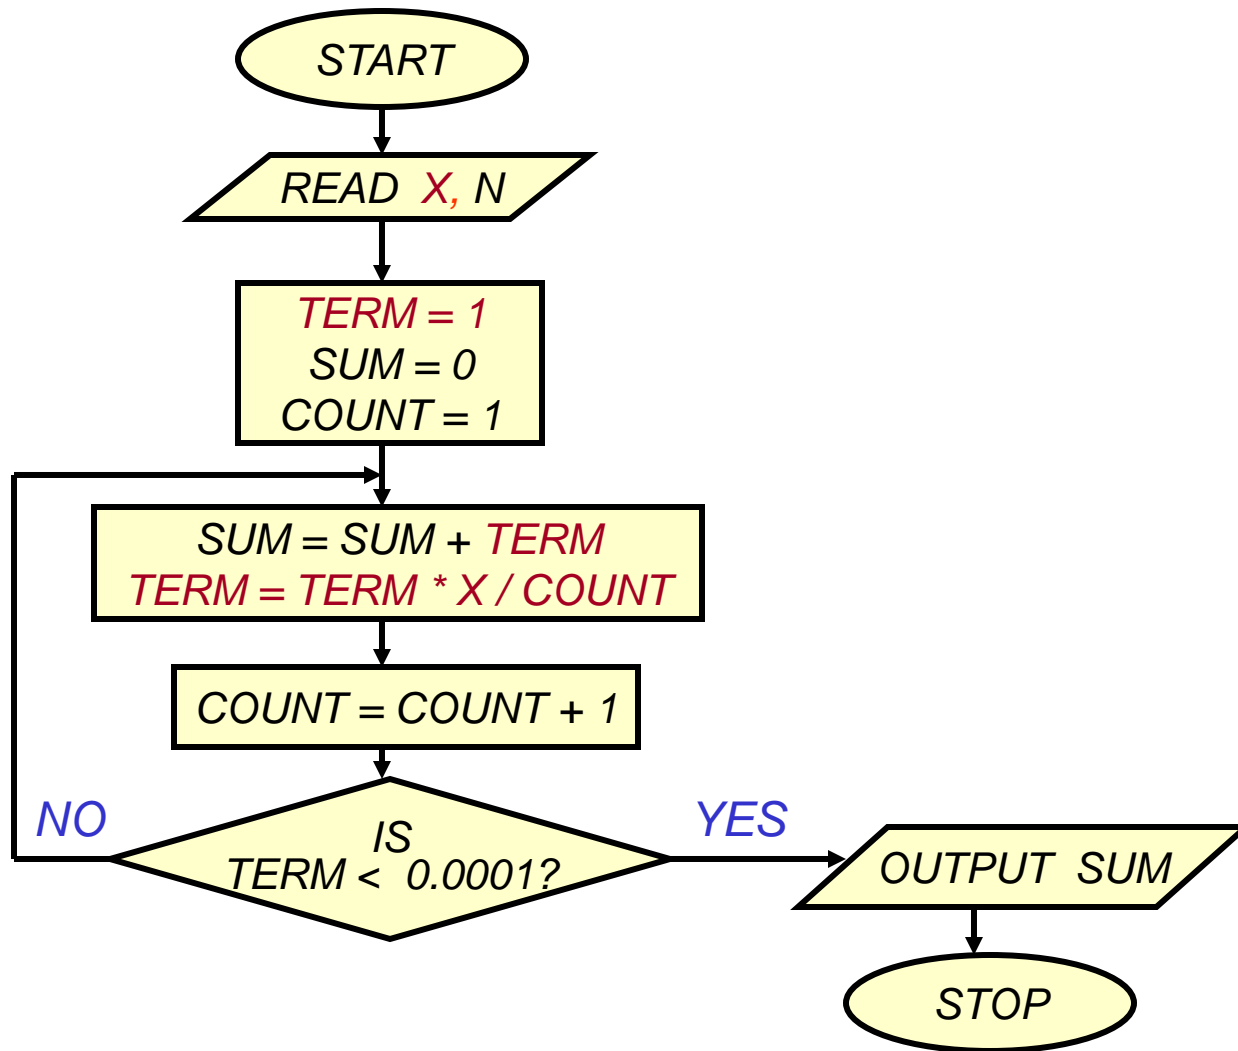 START
READ X, N
TERM = 1
SUM = 0
COUNT = 1
SUM = SUM + TERM
TERM = TERM * X / COUNT
COUNT = COUNT + 1
NO
IS
TERM < 0.0001?
YES
OUTPUT SUM
STOP